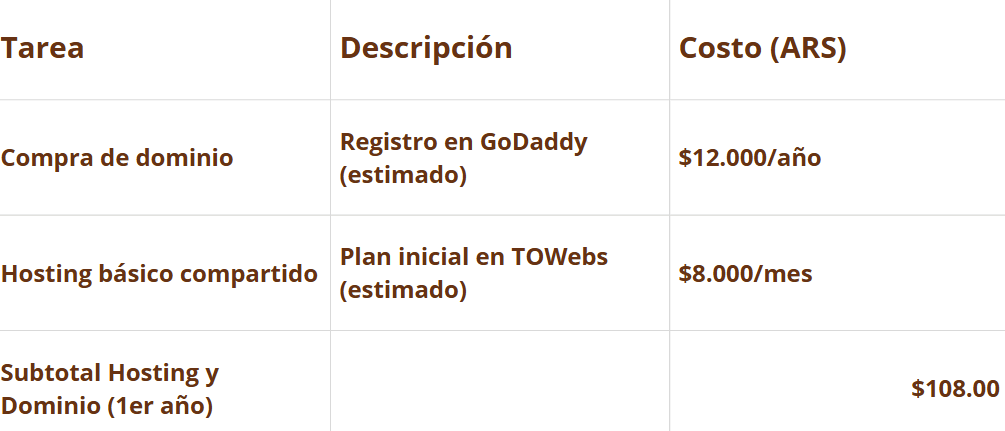 Tarea Descripción Costo (ARS)
Compra de dominio
Registro en GoDaddy
(estimado)
$12.000/año
Hosting básico compartido
Plan inicial en TOWebs
(estimado)
$8.000/mes
Subtotal Hosting y
Dominio (1er año)
$108.00